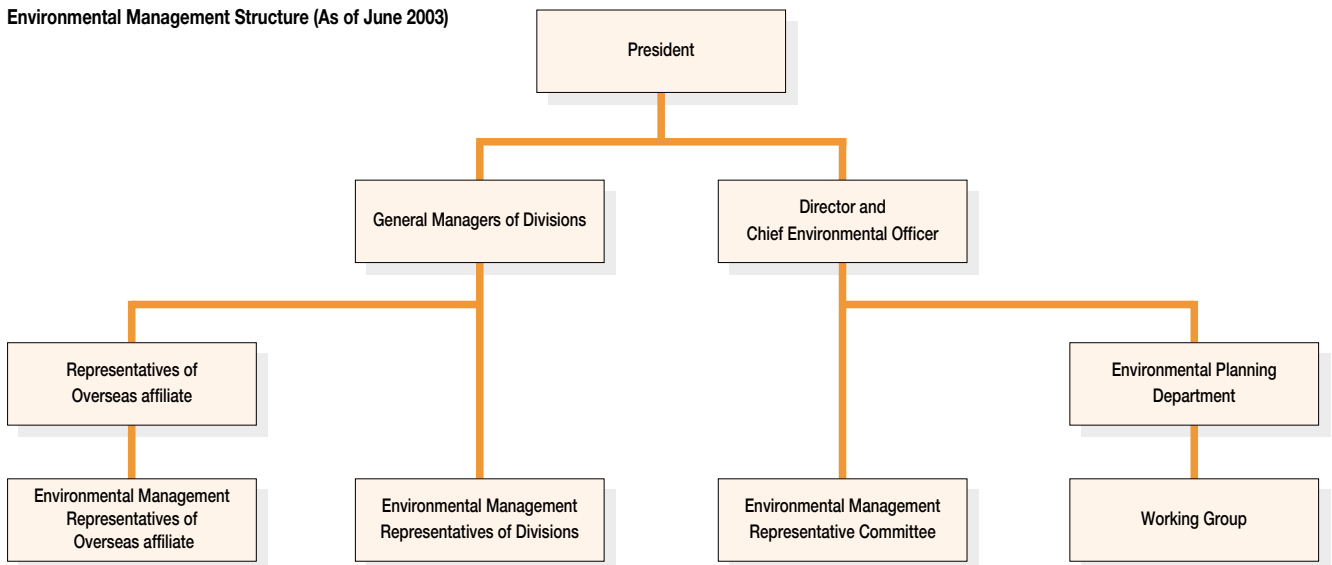 Environmental Management Structure (As of June 2003)
President
General Managers of Divisions
Director and
Chief Environmental Officer
Representatives of
Overseas affiliate
Environmental Planning
Department
Environmental Management
Representatives of
Overseas affiliate
Environmental Management
Representatives of Divisions
Environmental Management
Representative Committee
Working Group